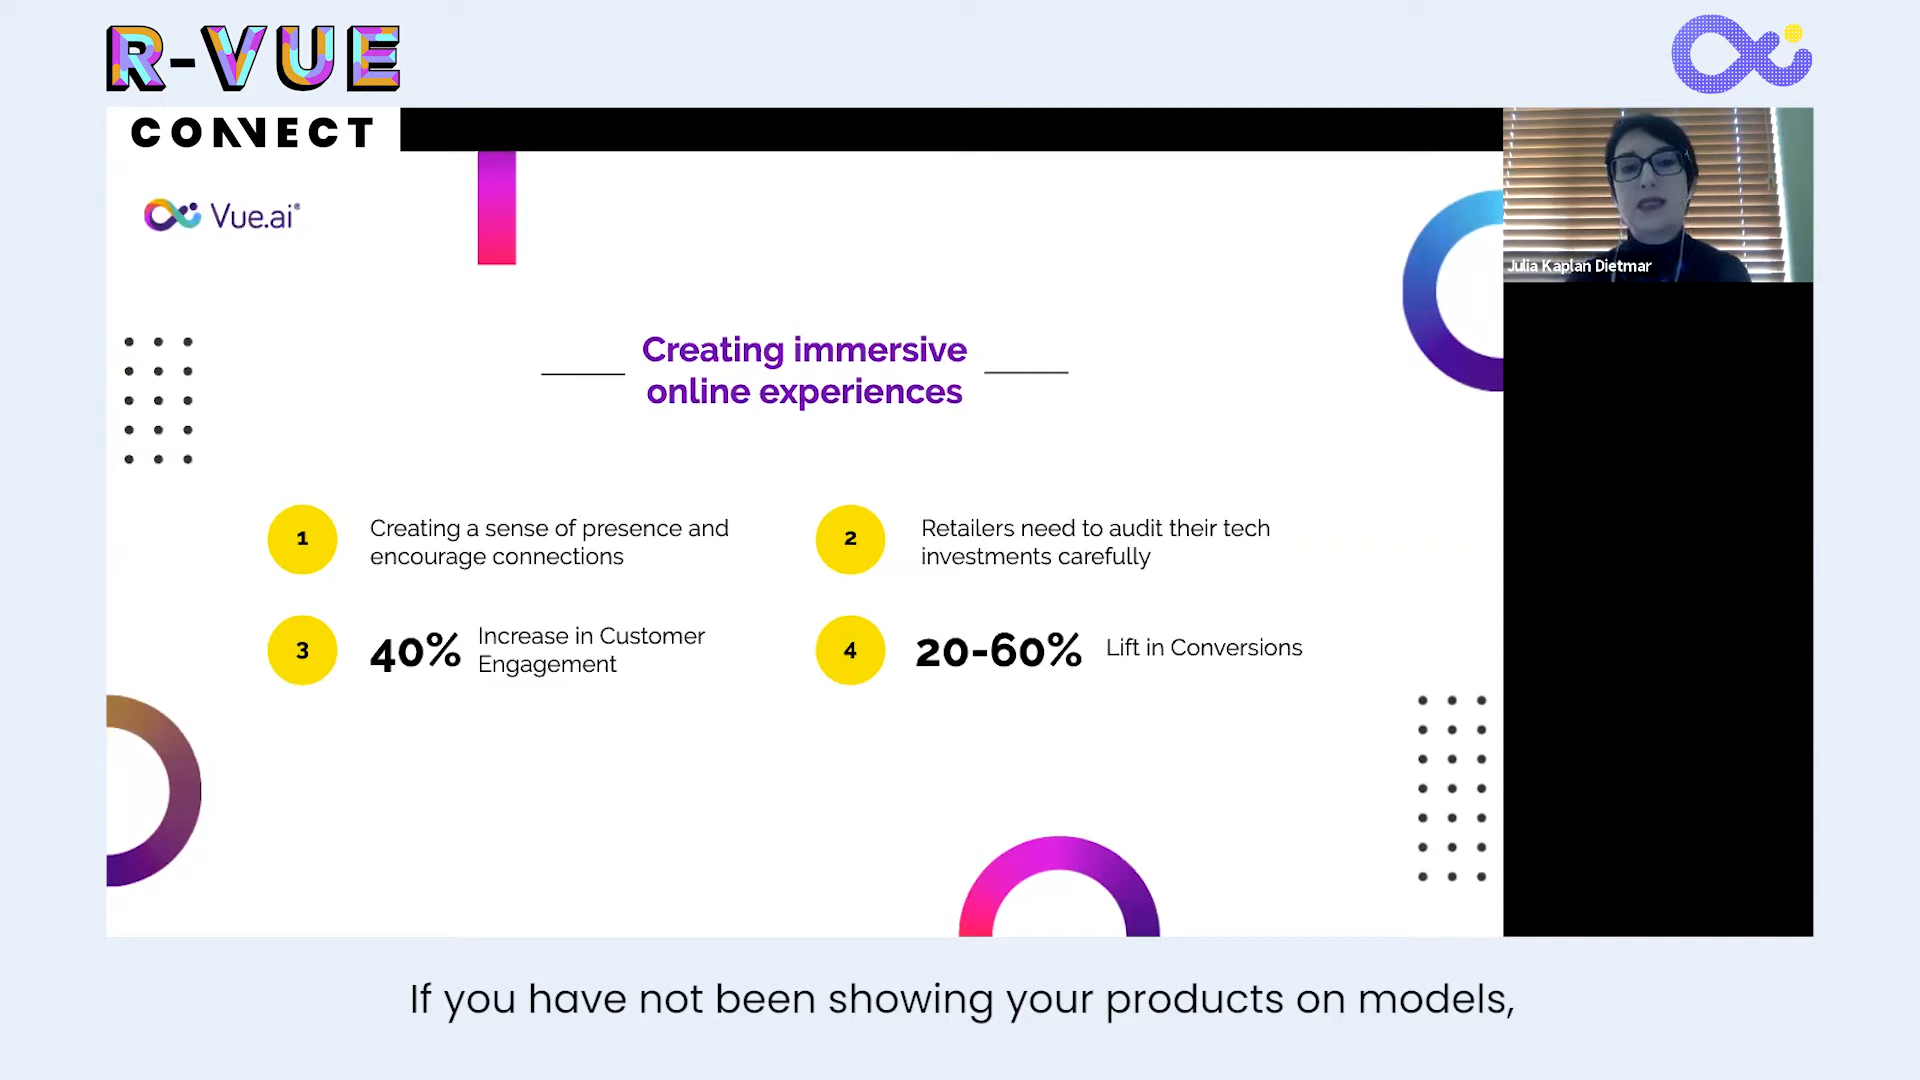 R-VUE
CONNECT
Vue.ai®
Julia Kaplan Dietmar
Creating immersive
online experiences
1
Creating a sense of presence and
encourage connections
2
Retailers need to audit their tech
investments carefully
3
40%
Increase in Customer
Engagement
4
20-60%
Lift in Conversions
If you have not been showing your products on models,